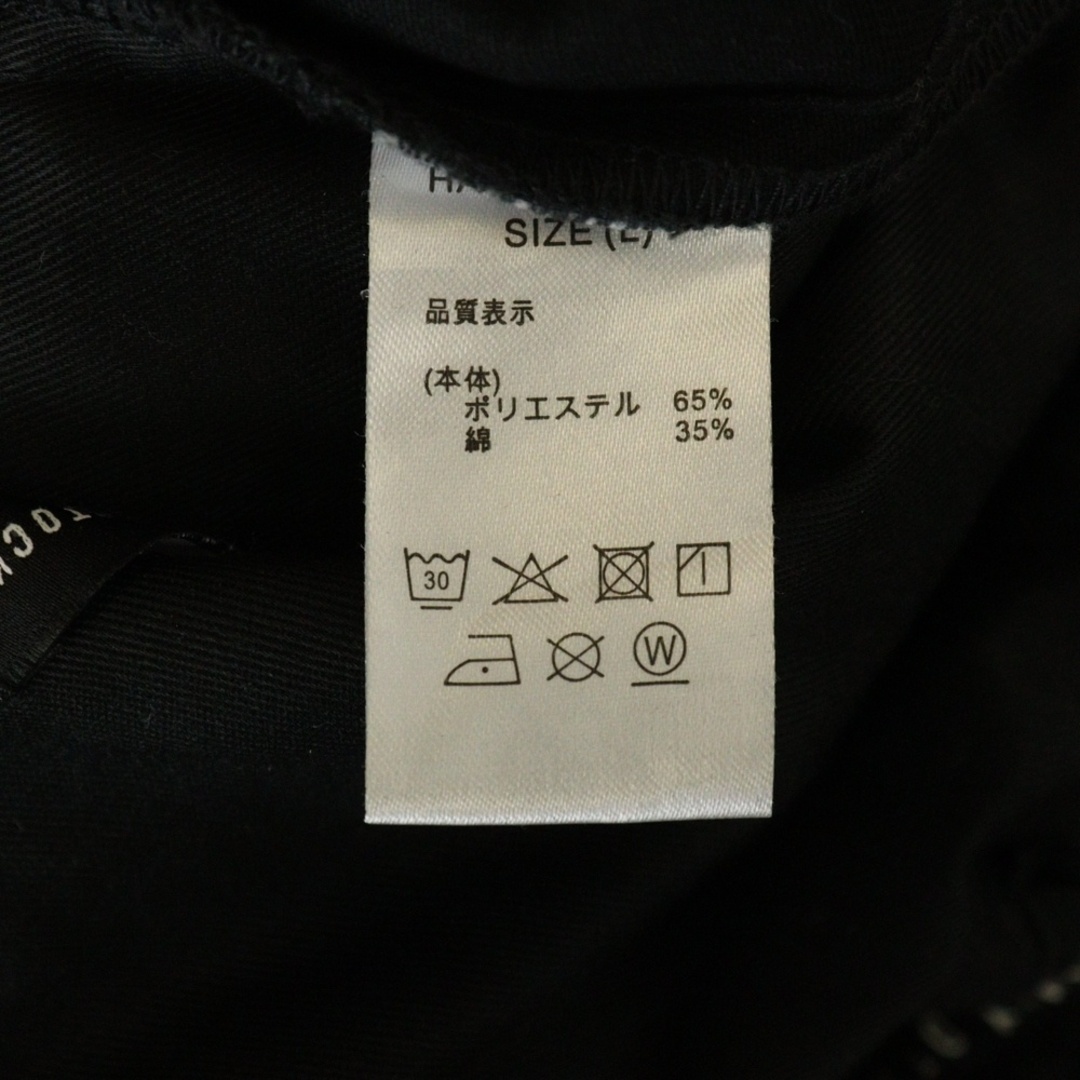 SIZE (L)
品質表示
(本体)
ポリエステル 65%
綿 35%
30
W